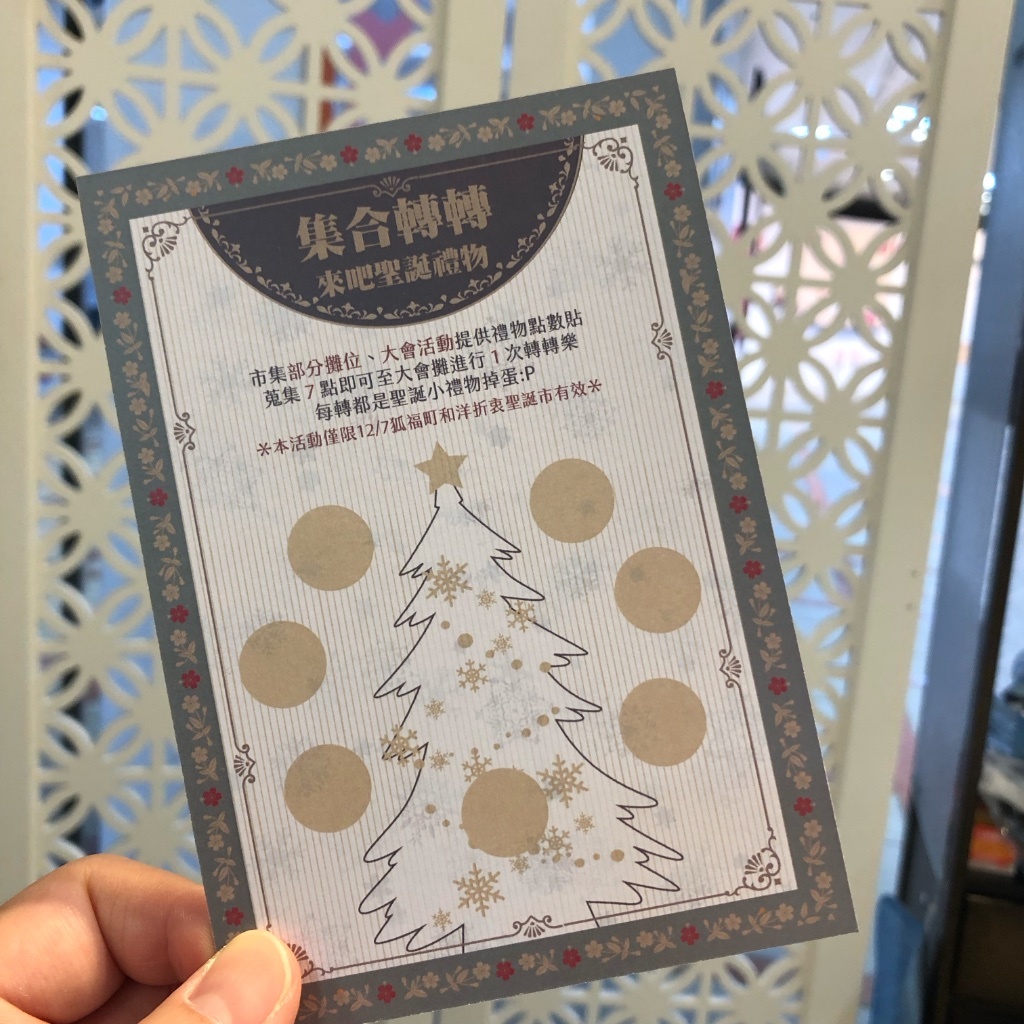 集合轉轉
來吧聖誕禮物
市集部分攤位、大會活動提供禮物點數貼
蒐集 7 點即可至大會攤進行 1 次轉轉樂
每轉都是聖誕小禮物掉蛋:P
＊本活動僅限12/7狐福町和洋折衷聖誕市有效＊